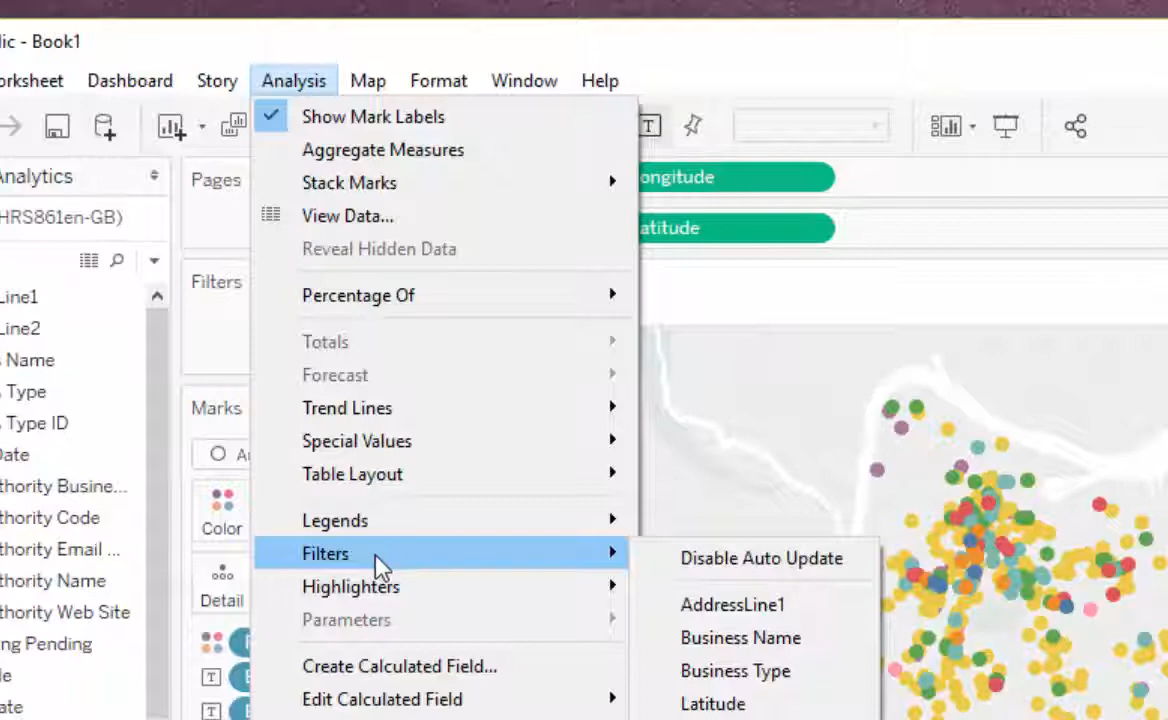 lic - Book1
orksheet Dashboard Story Analysis Map Format Window Help
Analytics
HRS861en-GB)
Line1
Line2
s Name
Type
Type ID
Date
thority Busine...
thority Code
thority Email ...
thority Name
thority Web Site
ng Pending
Pages
Filters
Marks
Color
Detail
T
T
Show Mark Labels
Aggregate Measures
Stack Marks
View Data...
Reveal Hidden Data
Percentage Of
Totals
Forecast
Trend Lines
Special Values
Table Layout
Legends
Filters
Highlighters
Parameters
Create Calculated Field...
Edit Calculated Field
Disable Auto Update
AddressLine1
Business Name
Business Type
Latitude
T
ongitude
atitude